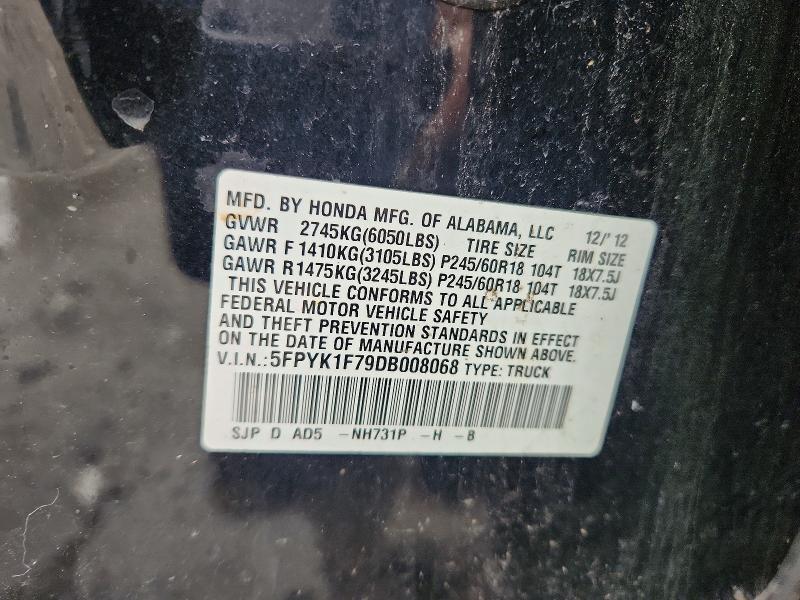 MFD. BY HONDA MFG. OF ALABAMA, LLC 12/'12
GVWR 2745KG(6050LBS) TIRE SIZE RIM SIZE
GAWR F 1410KG(3105LBS) P245/60R18 104T 18X7.5J
GAWR R1475KG(3245LBS) P245/60R18 104T 18X7.5J
THIS VEHICLE CONFORMS TO ALL APPLICABLE
FEDERAL MOTOR VEHICLE SAFETY
AND THEFT PREVENTION STANDARDS IN EFFECT
ON THE DATE OF MANUFACTURE SHOWN ABOVE.
V.I.N.:5FPYK1F79DB008068 TYPE: TRUCK
SJP D AD5 -NH731P -H -B